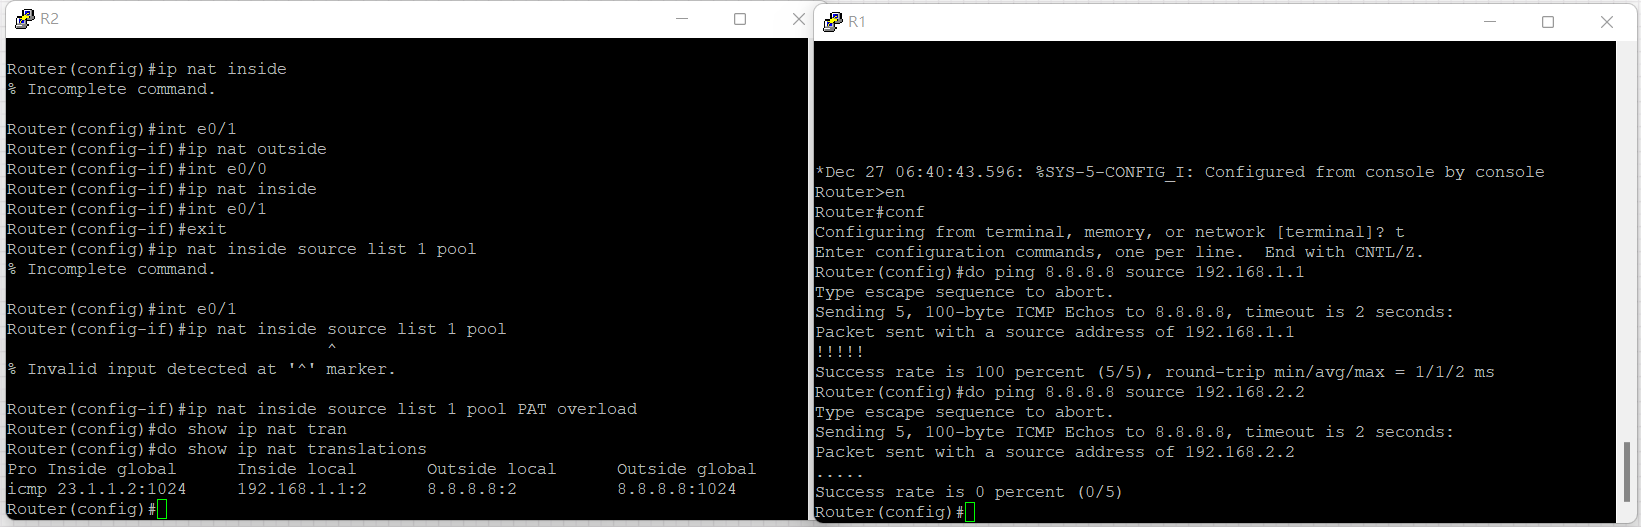 R2
Router(config)#ip nat inside
% Incomplete command.
Router(config)#int e0/1
Router(config-if)#ip nat outside
Router(config-if)#int e0/0
Router(config-if)#ip nat inside
Router(config-if)#int e0/1
Router(config-if)#exit
Router(config)#ip nat inside source list 1 pool
% Incomplete command.
Router(config)#int e0/1
Router(config-if)#ip nat inside source list 1 pool
^
% Invalid input detected at '^' marker.
Router(config-if)#ip nat inside source list 1 pool PAT overload
Router(config)#do show ip nat tran
Router(config)#do show ip nat translations
Pro Inside global      Inside local       Outside local      Outside global
icmp 23.1.1.2:1024     192.168.1.1:2      8.8.8.8:2          8.8.8.8:1024
Router(config)#
R1
*Dec 27 06:40:43.596: %SYS-5-CONFIG_I: Configured from console by console
Router>en
Router#conf
Configuring from terminal, memory, or network [terminal]? t
Enter configuration commands, one per line.  End with CNTL/Z.
Router(config)#do ping 8.8.8.8 source 192.168.1.1
Type escape sequence to abort.
Sending 5, 100-byte ICMP Echos to 8.8.8.8, timeout is 2 seconds:
Packet sent with a source address of 192.168.1.1
!!!!!
Success rate is 100 percent (5/5), round-trip min/avg/max = 1/1/2 ms
Router(config)#do ping 8.8.8.8 source 192.168.2.2
Type escape sequence to abort.
Sending 5, 100-byte ICMP Echos to 8.8.8.8, timeout is 2 seconds:
Packet sent with a source address of 192.168.2.2
.....
Success rate is 0 percent (0/5)
Router(config)#